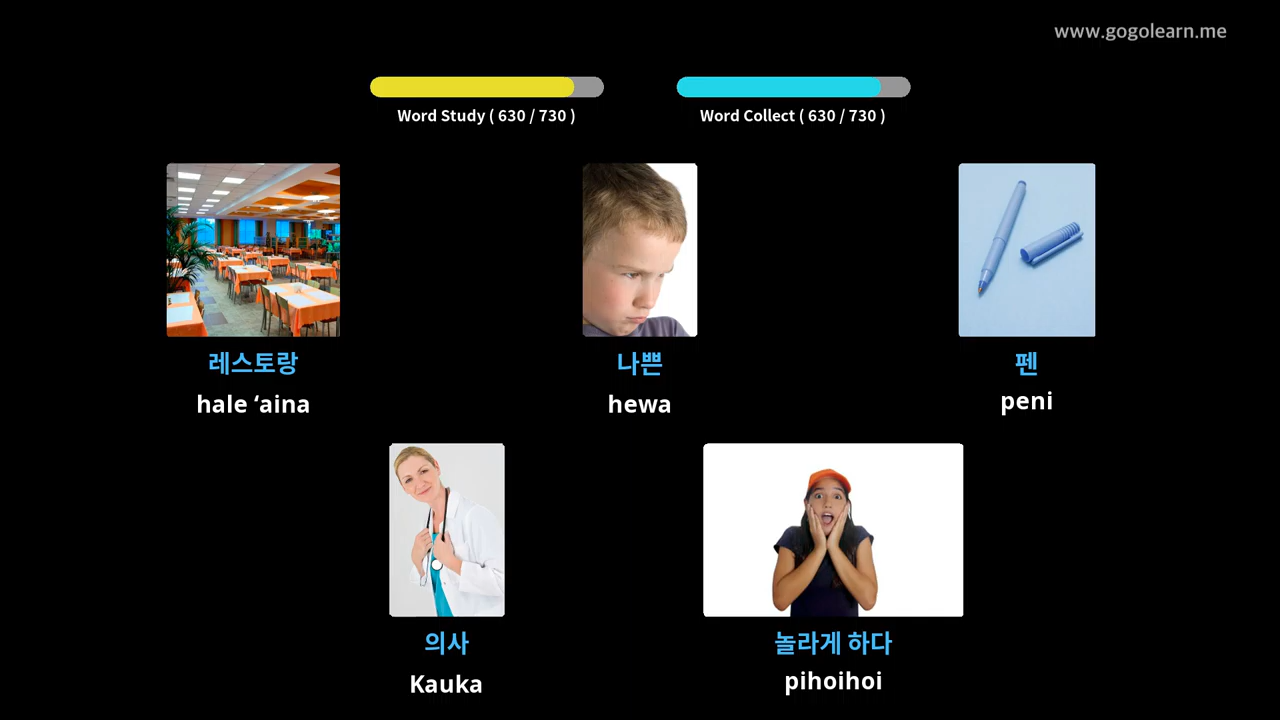 www.gogolearn.me
Word Study ( 630 / 730 )
Word Collect ( 630 / 730 )
레스토랑
hale ‘aina
나쁜
hewa
펜
peni
의사
Kauka
놀라게 하다
pihoihoi